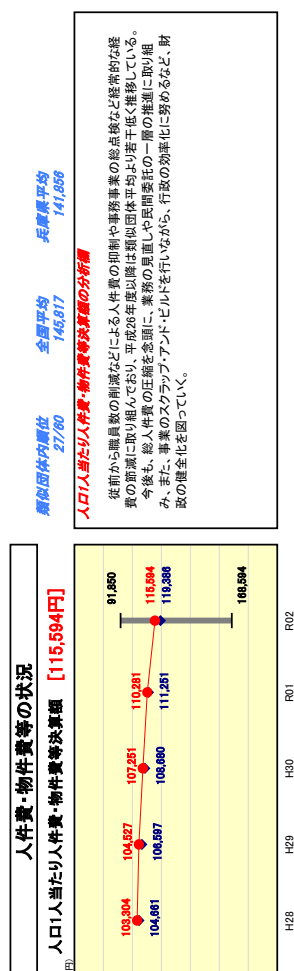 人件費・物件費等の状況
人口1人当たり人件費・物件費等決算額 [115,594円]
円)
103,304
104,527
107,251
110,281
91,850
115,594
119,386
168,594
104,661
106,597
108,680
111,251
H28
H29
H30
R01
R02
類似団体内順位
27/60
全国平均
145,817
兵庫県平均
141,856
人口1人当たり人件費・物件費等決算額の分析欄
従前から職員数の削減などによる人件費の抑制や事務事業の総点検など経常的な経
費の節減に取り組んでおり、平成26年度以降は類似団体平均より若干低く推移している。
今後も、総人件費の圧縮を念頭に、業務の見直しや民間委託の一層の推進に取り組
み、また、事業のスクラップ・アンド・ビルドを行いながら、行政の効率化に努めるなど、財
政の健全化を図っていく。